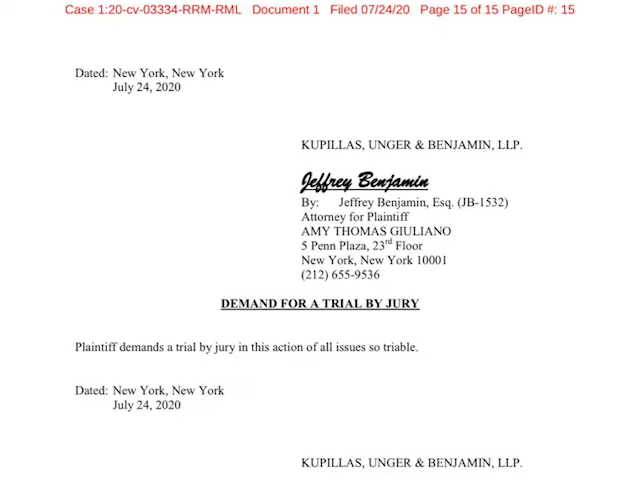 Case 1:20-cv-03334-RRM-RML Document 1 Filed 07/24/20 Page 15 of 15 PageID #: 15
Dated: New York, New York
July 24, 2020
KUPILLAS, UNGER & BENJAMIN, LLP.
Jeffrey Benjamin
By: Jeffrey Benjamin, Esq. (JB-1532)
Attorney for Plaintiff
AMY THOMAS GIULIANO
5 Penn Plaza, 23rd Floor
New York, New York 10001
(212) 655-9536
DEMAND FOR A TRIAL BY JURY
Plaintiff demands a trial by jury in this action of all issues so triable.
Dated: New York, New York
July 24, 2020
KUPILLAS, UNGER & BENJAMIN, LLP.